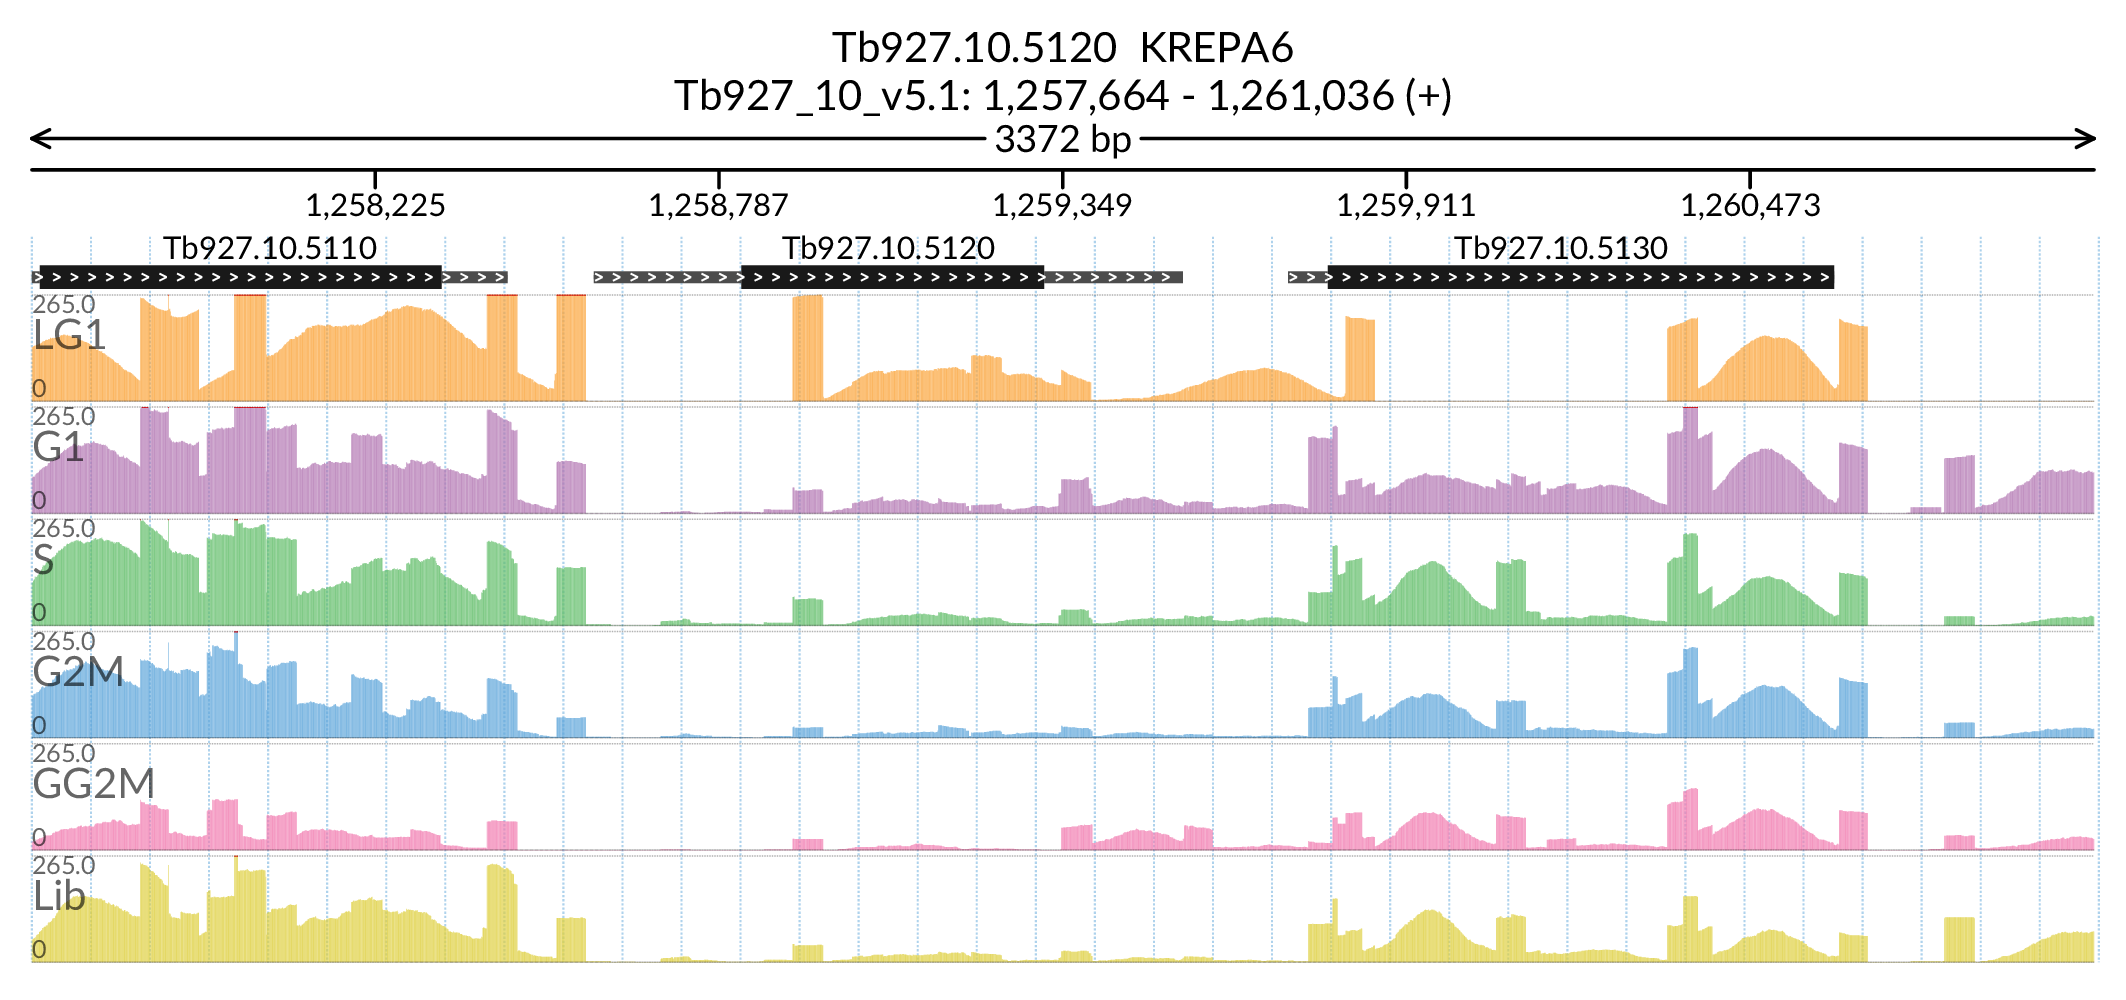 Tb927.10.5120 KREPA6
Tb927_10_v5.1: 1,257,664 - 1,261,036 (+)
3372 bp
1,258,225 1,258,787 1,259,349 1,259,911 1,260,473
Tb927.10.5110 Tb927.10.5120 Tb927.10.5130
265.0
LG1
0
265.0
G1
0
265.0
S
0
265.0
G2M
0
265.0
GG2M
0
265.0
Lib
0